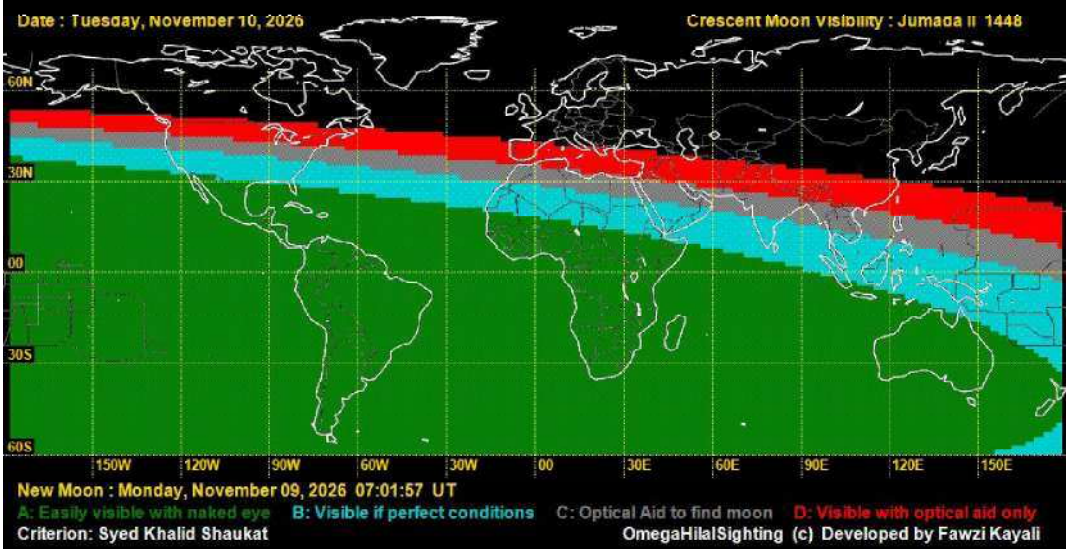 Date : Tuesday, November 10, 2026
Crescent Moon Visibility : Jumada II 1448
60N
30N
00
30S
60S
150W 120W 90W 60W 30W 00 30E 60E 90E 120E 150E
New Moon : Monday, November 09, 2026 07:01:57 UT
A: Easily visible with naked eye B: Visible if perfect conditions C: Optical Aid to find moon D: Visible with optical aid only
Criterion: Syed Khalid Shaukat OmegaHilalSighting (c) Developed by Fawzi Kayali